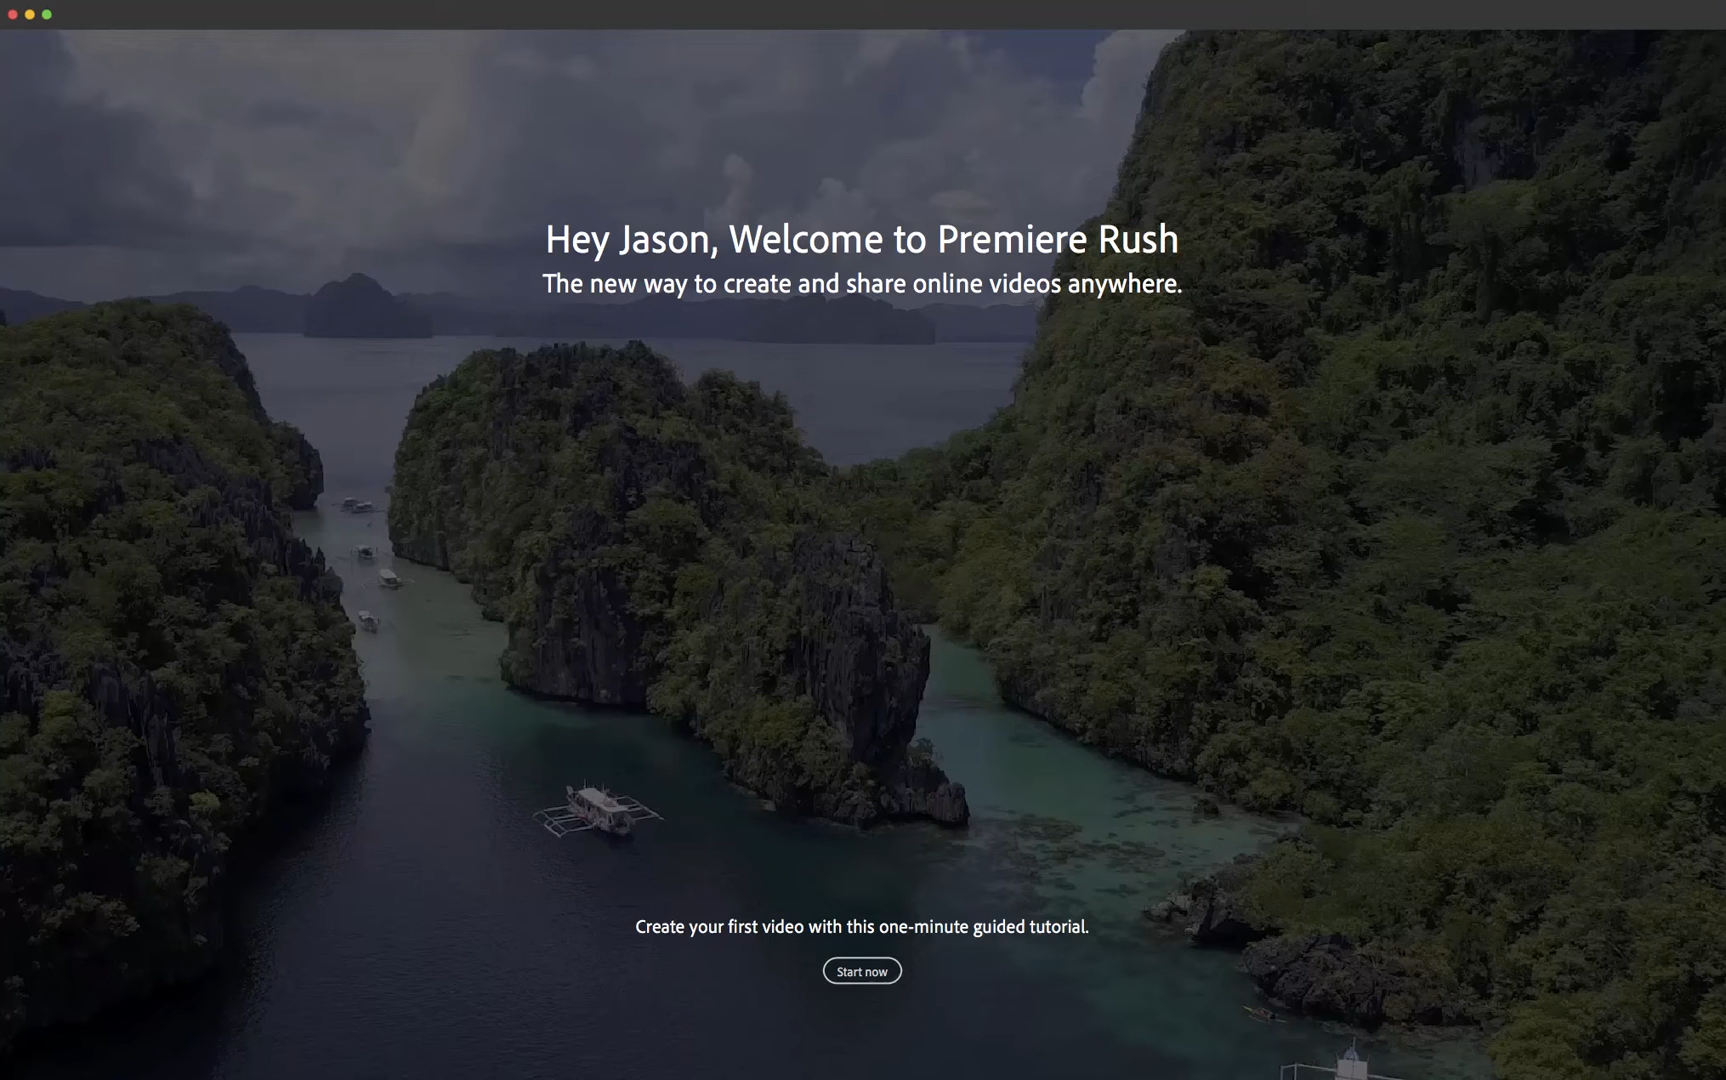 Hey Jason, Welcome to Premiere Rush
The new way to create and share online videos anywhere.
Create your first video with this one-minute guided tutorial.
Start now